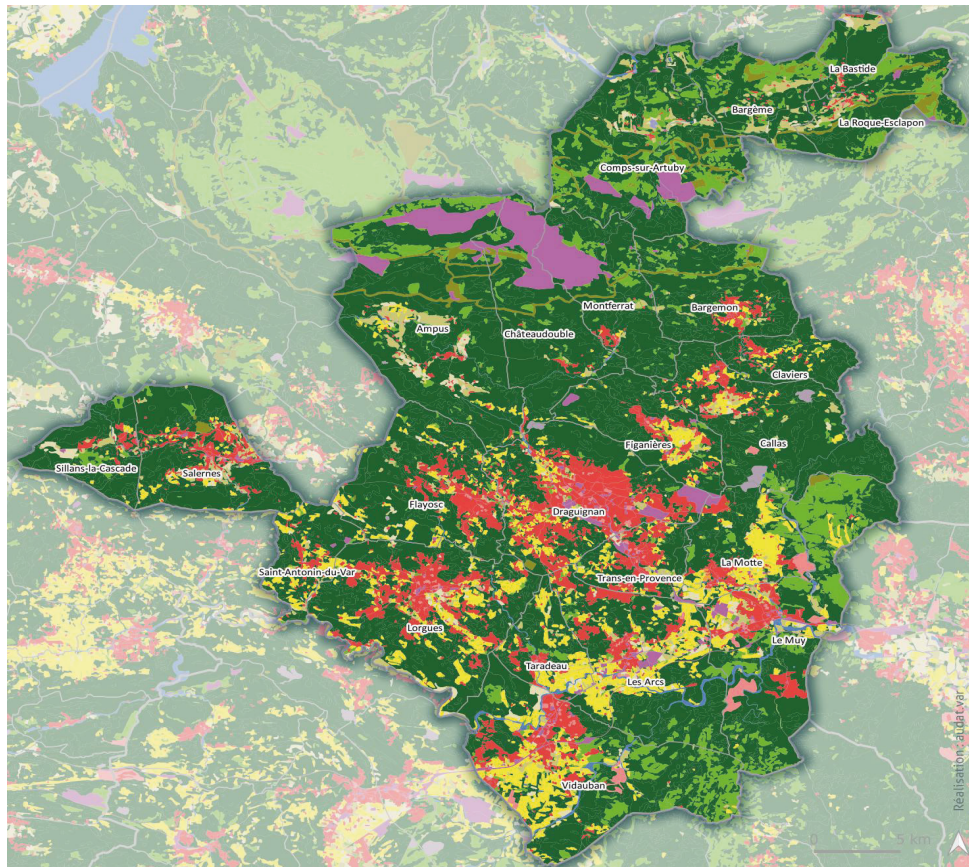 La Bastide
Bargème
La Roque-Esclapon
Comps-sur-Artuby
Montferrat
Bargemon
Ampus
Châteaudouble
Claviers
Figanières
Callas
Sillans-la-Cascade
Salernes
Flayosc
Draguignan
La Motte
Saint-Antonin-du-Var
Trans-en-Provence
Lorgues
Le Muy
Taradeau
Les Arcs
Vidauban
Réalisation : audat.var
0 5 km